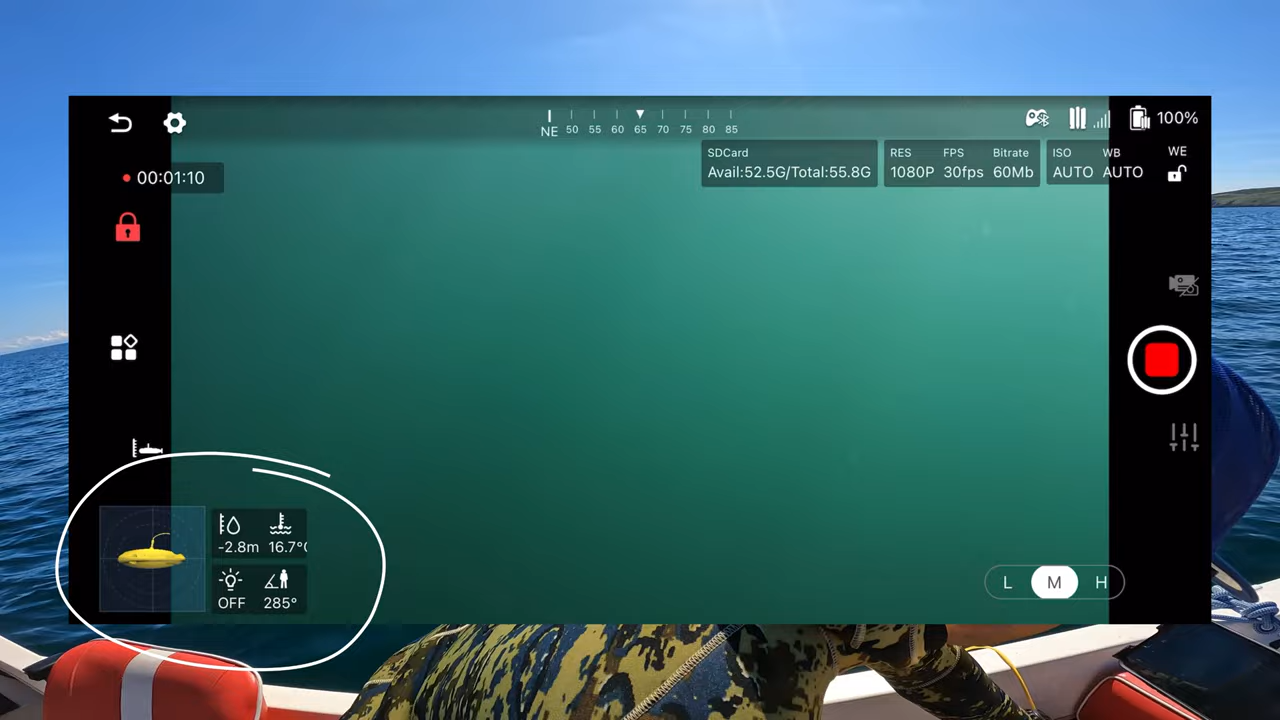 NE 50 55 60 65 70 75 80 85
100%
SDCard
Avail:52.5G/Total:55.8G
RES FPS Bitrate
1080P 30fps 60Mb
ISO WB
AUTO AUTO
WE
00:01:10
-2.8m 16.7°
OFF 285°
L M H